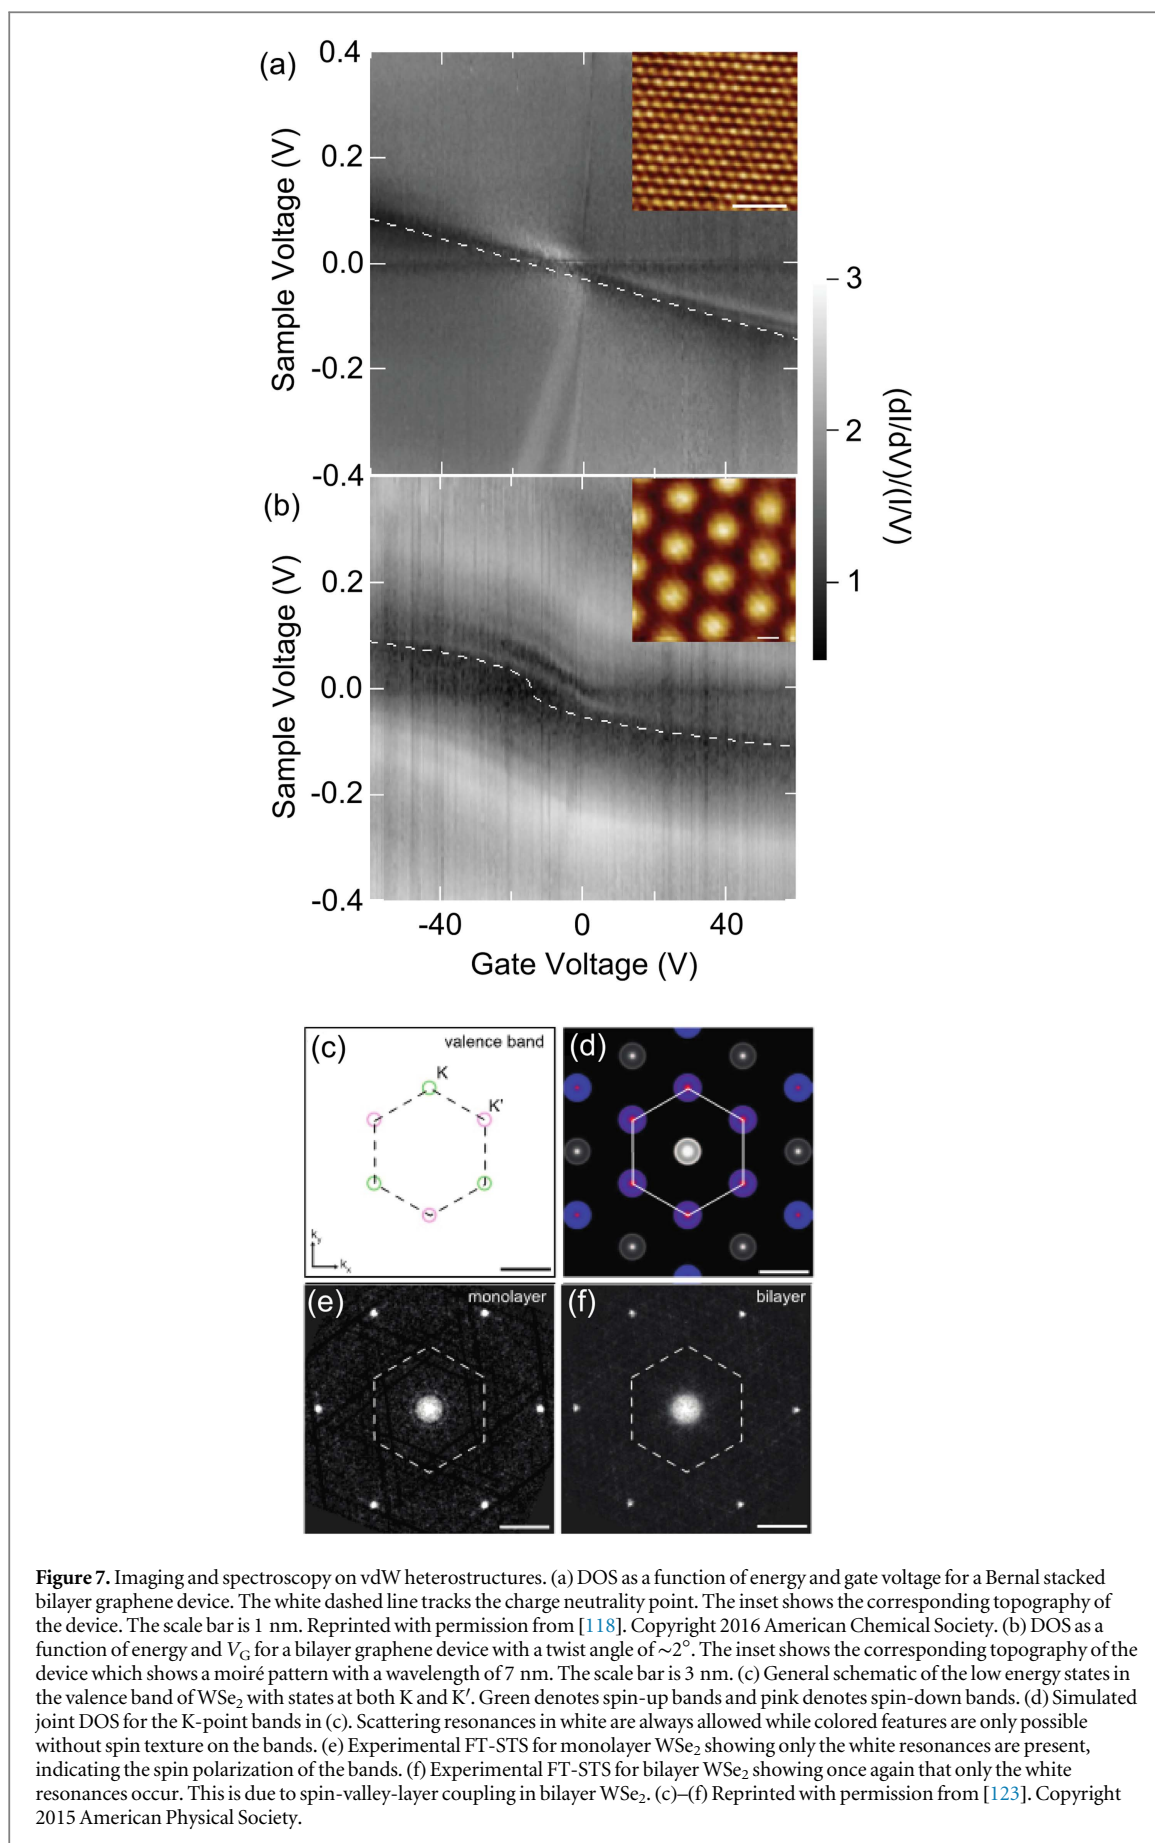 (a)
0.4
0.2
0.0
-0.2
-0.4
Sample Voltage (V)
3
2
1
(dI/dV)/(I/V)
(b)
0.2
0.0
-0.2
-0.4
Sample Voltage (V)
-40
0
40
Gate Voltage (V)
(c)
valence band
K
K'
ky
kx
(d)
(e)
monolayer
(f)
bilayer
Figure 7. Imaging and spectroscopy on vdW heterostructures. (a) DOS as a function of energy and gate voltage for a Bernal stacked
bilayer graphene device. The white dashed line tracks the charge neutrality point. The inset shows the corresponding topography of
the device. The scale bar is 1 nm. Reprinted with permission from [118]. Copyright 2016 American Chemical Society. (b) DOS as a
function of energy and VG for a bilayer graphene device with a twist angle of ~2°. The inset shows the corresponding topography of the
device which shows a moiré pattern with a wavelength of 7 nm. The scale bar is 3 nm. (c) General schematic of the low energy states in
the valence band of WSe2 with states at both K and K′. Green denotes spin-up bands and pink denotes spin-down bands. (d) Simulated
joint DOS for the K-point bands in (c). Scattering resonances in white are always allowed while colored features are only possible
without spin texture on the bands. (e) Experimental FT-STS for monolayer WSe2 showing only the white resonances are present,
indicating the spin polarization of the bands. (f) Experimental FT-STS for bilayer WSe2 showing once again that only the white
resonances occur. This is due to spin-valley-layer coupling in bilayer WSe2. (c)–(f) Reprinted with permission from [123]. Copyright
2015 American Physical Society.